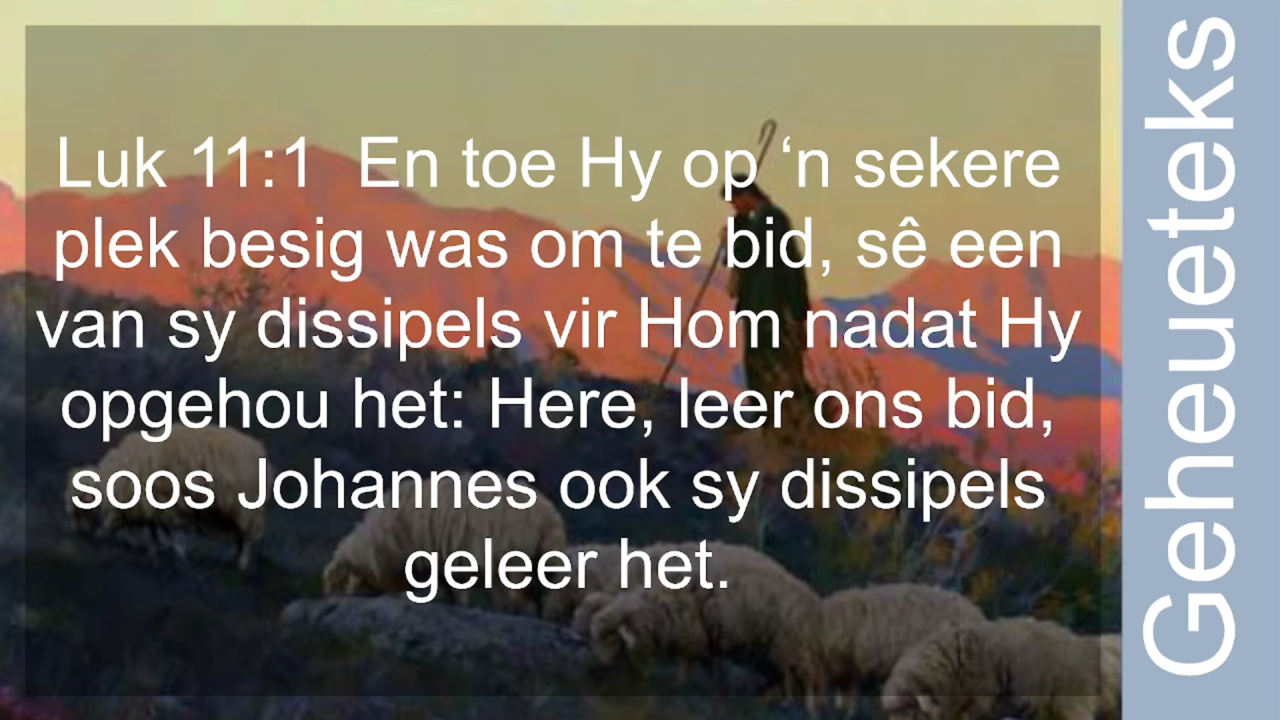 Luk 11:1  En toe Hy op ‘n sekere
plek besig was om te bid, sê een
van sy dissipels vir Hom nadat Hy
opgehou het: Here, leer ons bid,
soos Johannes ook sy dissipels
geleer het.
Geheueteks